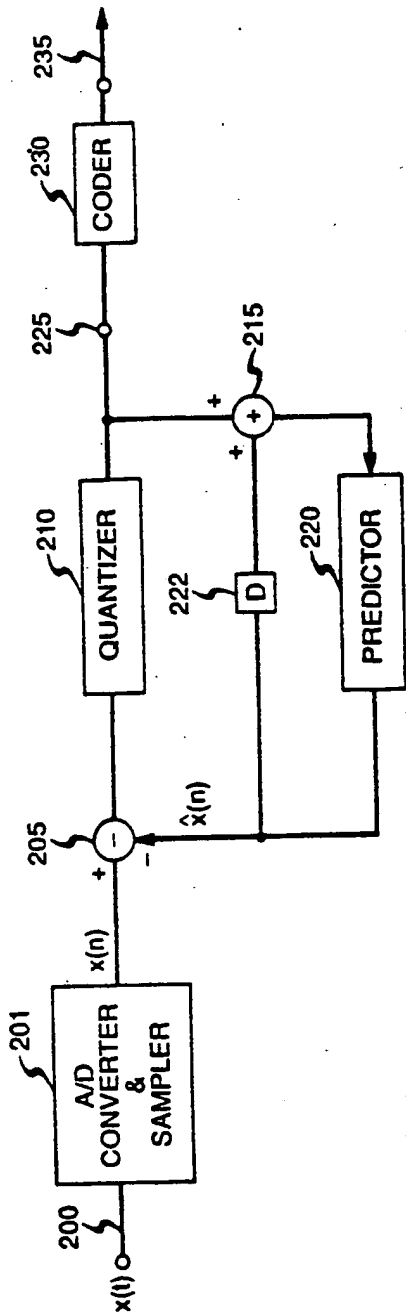 x(t)
200
201
A/D
CONVERTER
&
SAMPLER
x(n)
+
205
−
−
x̂(n)
210
QUANTIZER
222
D
+
+
+
215
220
PREDICTOR
225
230
CODER
235